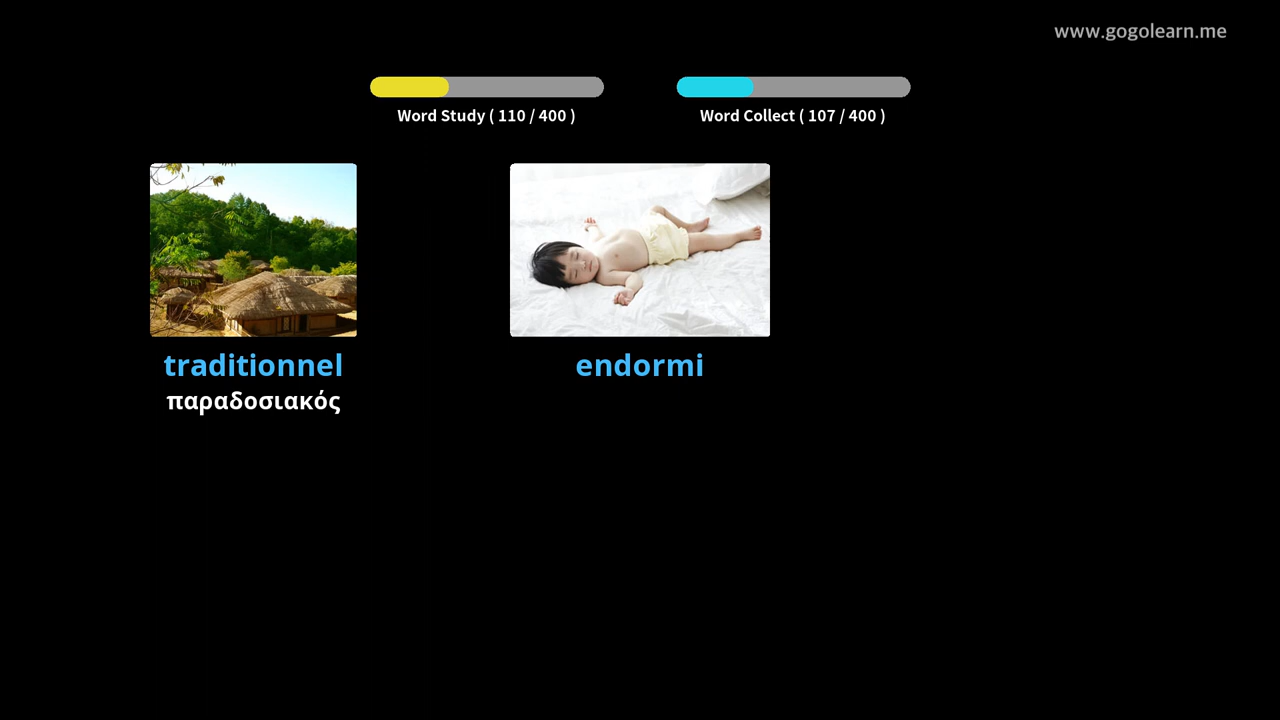 www.gogolearn.me
Word Study ( 110 / 400 )
Word Collect ( 107 / 400 )
traditionnel
παραδοσιακός
endormi